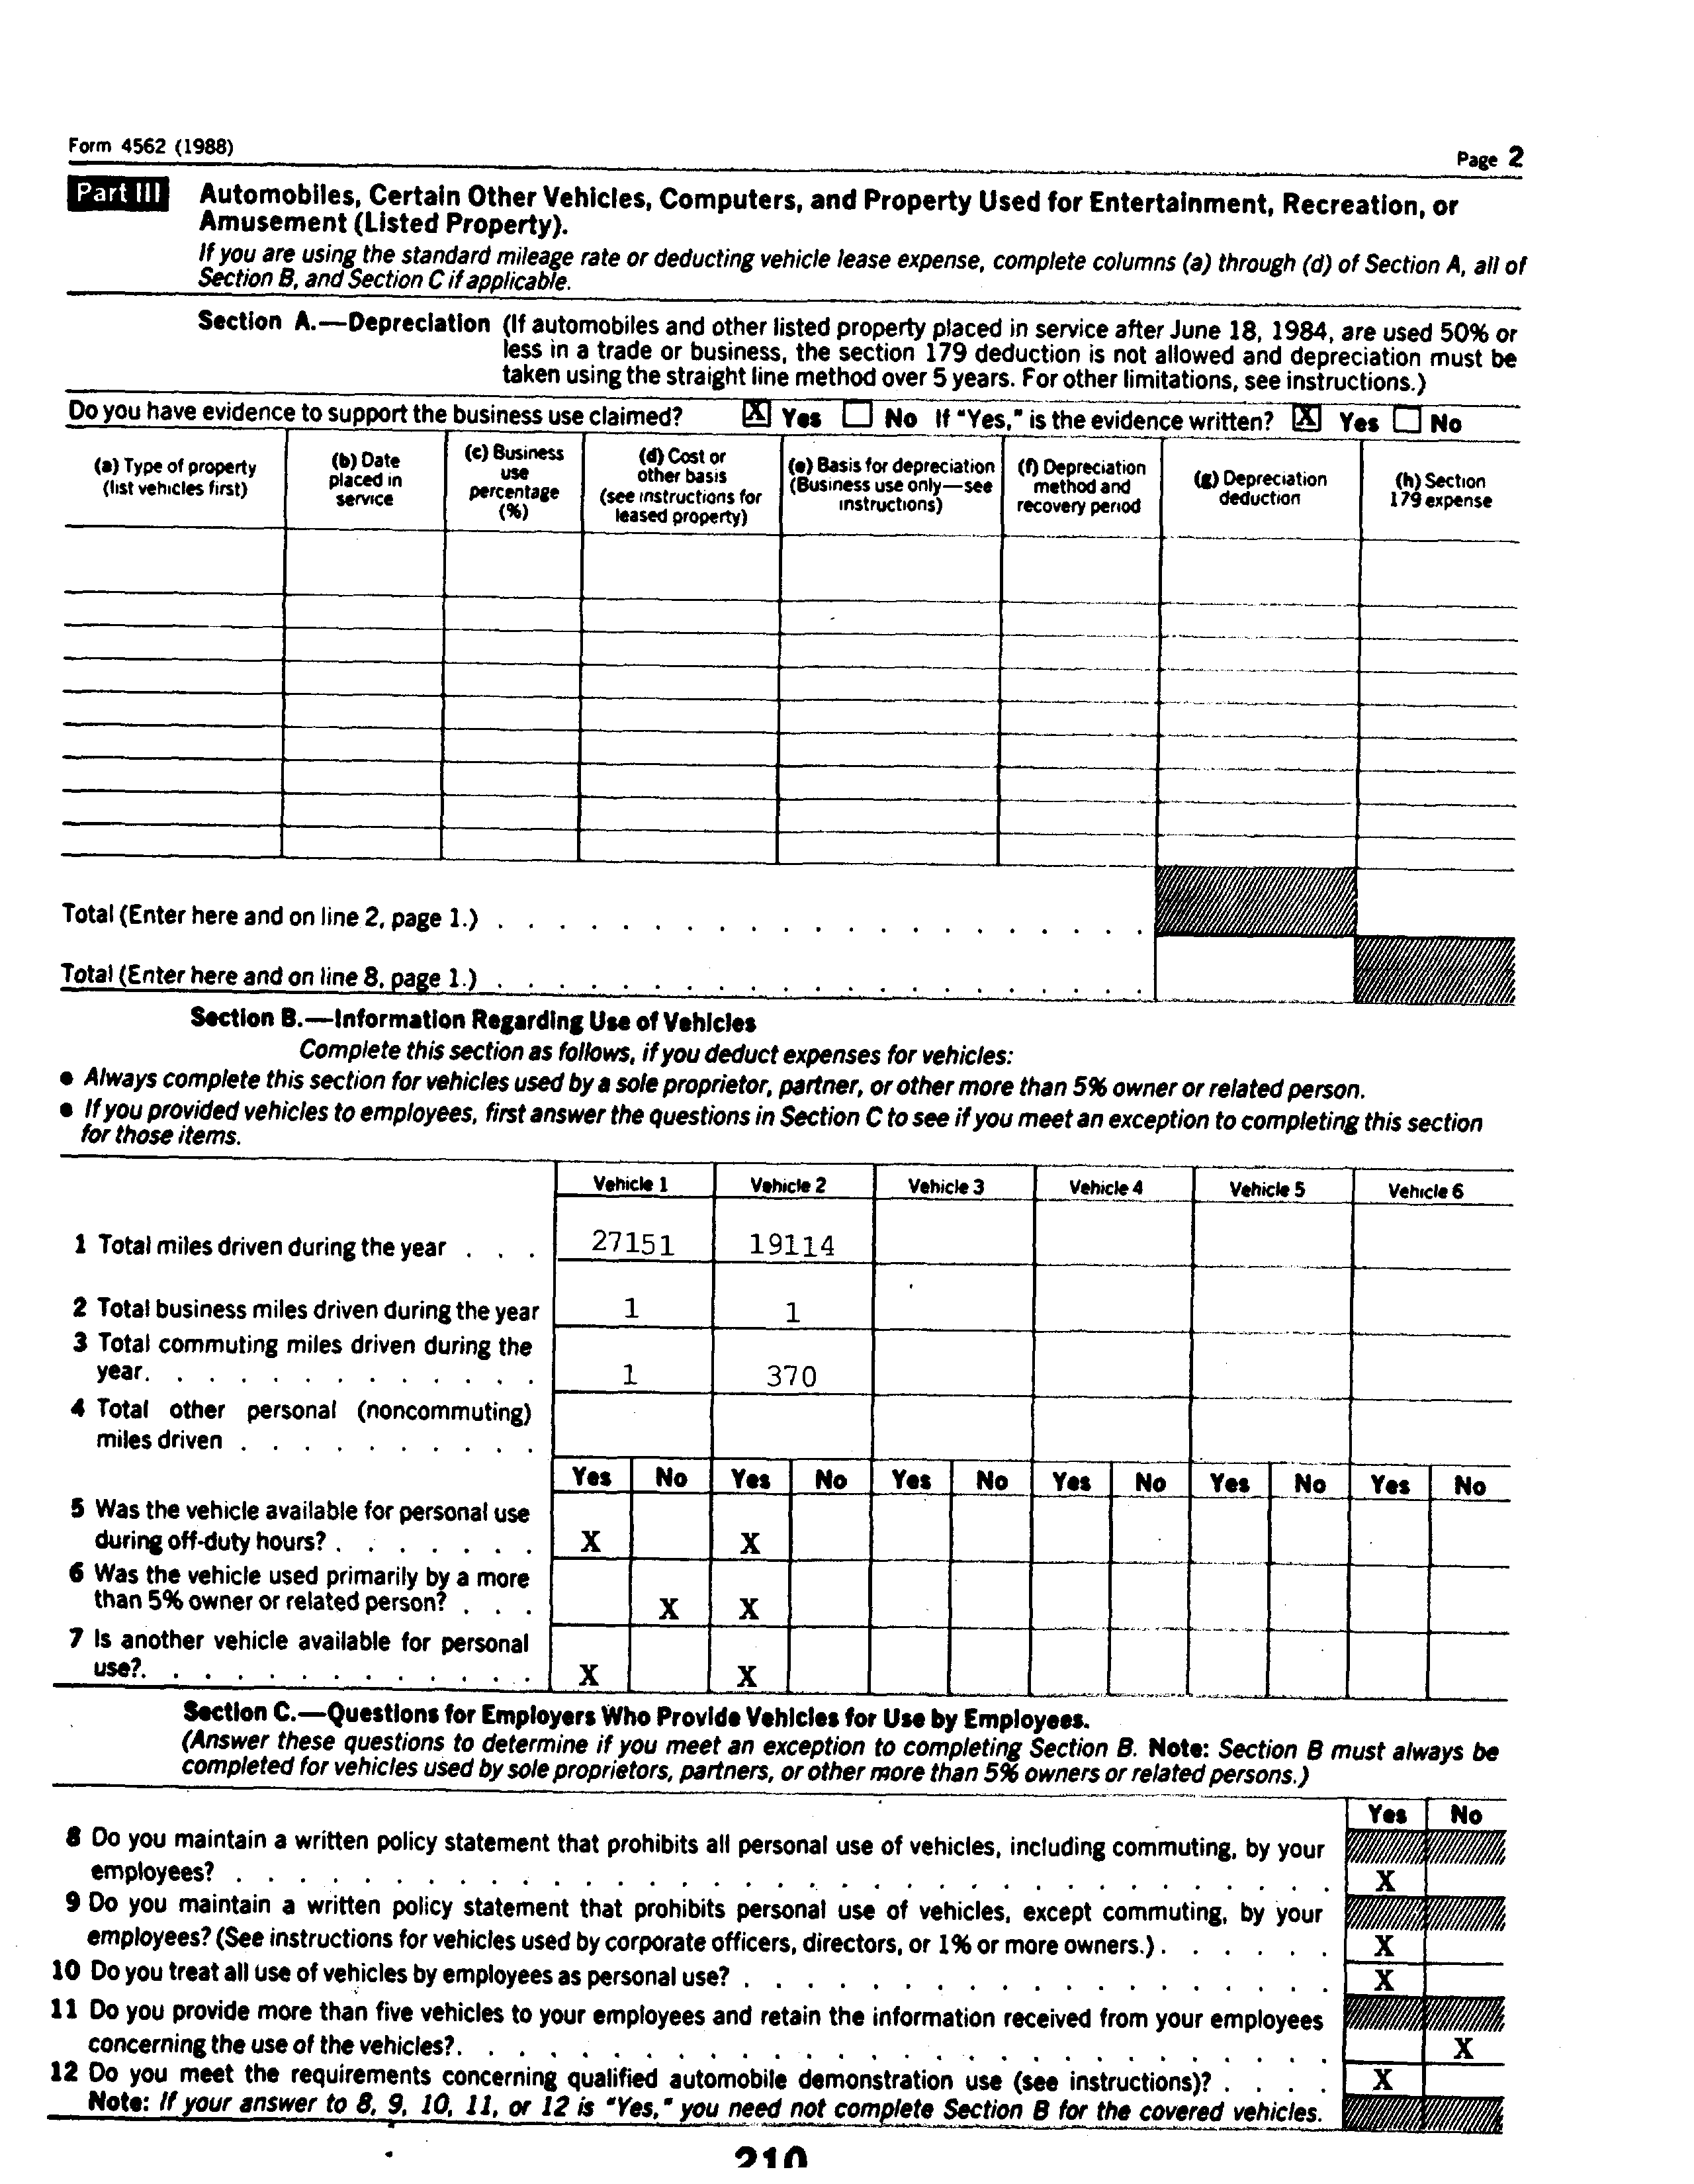 Form 4562 (1988)
Page 2
Part III Automobiles, Certain Other Vehicles, Computers, and Property Used for Entertainment, Recreation, or
Amusement (Listed Property).
If you are using the standard mileage rate or deducting vehicle lease expense, complete columns (a) through (d) of Section A, all of
Section B, and Section C if applicable.
Section A.—Depreciation (If automobiles and other listed property placed in service after June 18, 1984, are used 50% or
less in a trade or business, the section 179 deduction is not allowed and depreciation must be
taken using the straight line method over 5 years. For other limitations, see instructions.)
Do you have evidence to support the business use claimed? X Yes No If "Yes," is the evidence written? X Yes No
(a) Type of property
(list vehicles first)
(b) Date
placed in
service
(c) Business
use
percentage
(%)
(d) Cost or
other basis
(see instructions for
leased property)
(e) Basis for depreciation
(Business use only—see
instructions)
(f) Depreciation
method and
recovery period
(g) Depreciation
deduction
(h) Section
179 expense
Total (Enter here and on line 2, page 1.) . . . . . . . . . . . . . . . . . . . . .
Total (Enter here and on line 8, page 1.) . . . . . . . . . . . . . . . . . . . . .
Section B.—Information Regarding Use of Vehicles
Complete this section as follows, if you deduct expenses for vehicles:
● Always complete this section for vehicles used by a sole proprietor, partner, or other more than 5% owner or related person.
● If you provided vehicles to employees, first answer the questions in Section C to see if you meet an exception to completing this section
for those items.
Vehicle 1 Vehicle 2 Vehicle 3 Vehicle 4 Vehicle 5 Vehicle 6
1 Total miles driven during the year . . . 27151 19114
2 Total business miles driven during the year 1 1
3 Total commuting miles driven during the
year. . . . . . . . . . . . . 1 370
4 Total other personal (noncommuting)
miles driven . . . . . . . . . .
Yes No Yes No Yes No Yes No Yes No Yes No
5 Was the vehicle available for personal use
during off-duty hours? . . . . . . . X X
6 Was the vehicle used primarily by a more
than 5% owner or related person? . . . X X
7 Is another vehicle available for personal
use?. . . . . . . . . . . . . X X
Section C.—Questions for Employers Who Provide Vehicles for Use by Employees.
(Answer these questions to determine if you meet an exception to completing Section B. Note: Section B must always be
completed for vehicles used by sole proprietors, partners, or other more than 5% owners or related persons.)
Yes No
8 Do you maintain a written policy statement that prohibits all personal use of vehicles, including commuting, by your
employees? . . . . . . . . . . . . . . . . . . . . . . . . . . . . . . . . . . X
9 Do you maintain a written policy statement that prohibits personal use of vehicles, except commuting, by your
employees? (See instructions for vehicles used by corporate officers, directors, or 1% or more owners.) . . . . . . X
10 Do you treat all use of vehicles by employees as personal use? . . . . . . . . . . . . . . . . . . . X
11 Do you provide more than five vehicles to your employees and retain the information received from your employees
concerning the use of the vehicles?. . . . . . . . . . . . . . . . . . . . . . . . . . . . X
12 Do you meet the requirements concerning qualified automobile demonstration use (see instructions)? . . . . X
Note: If your answer to 8, 9, 10, 11, or 12 is "Yes," you need not complete Section B for the covered vehicles.
210